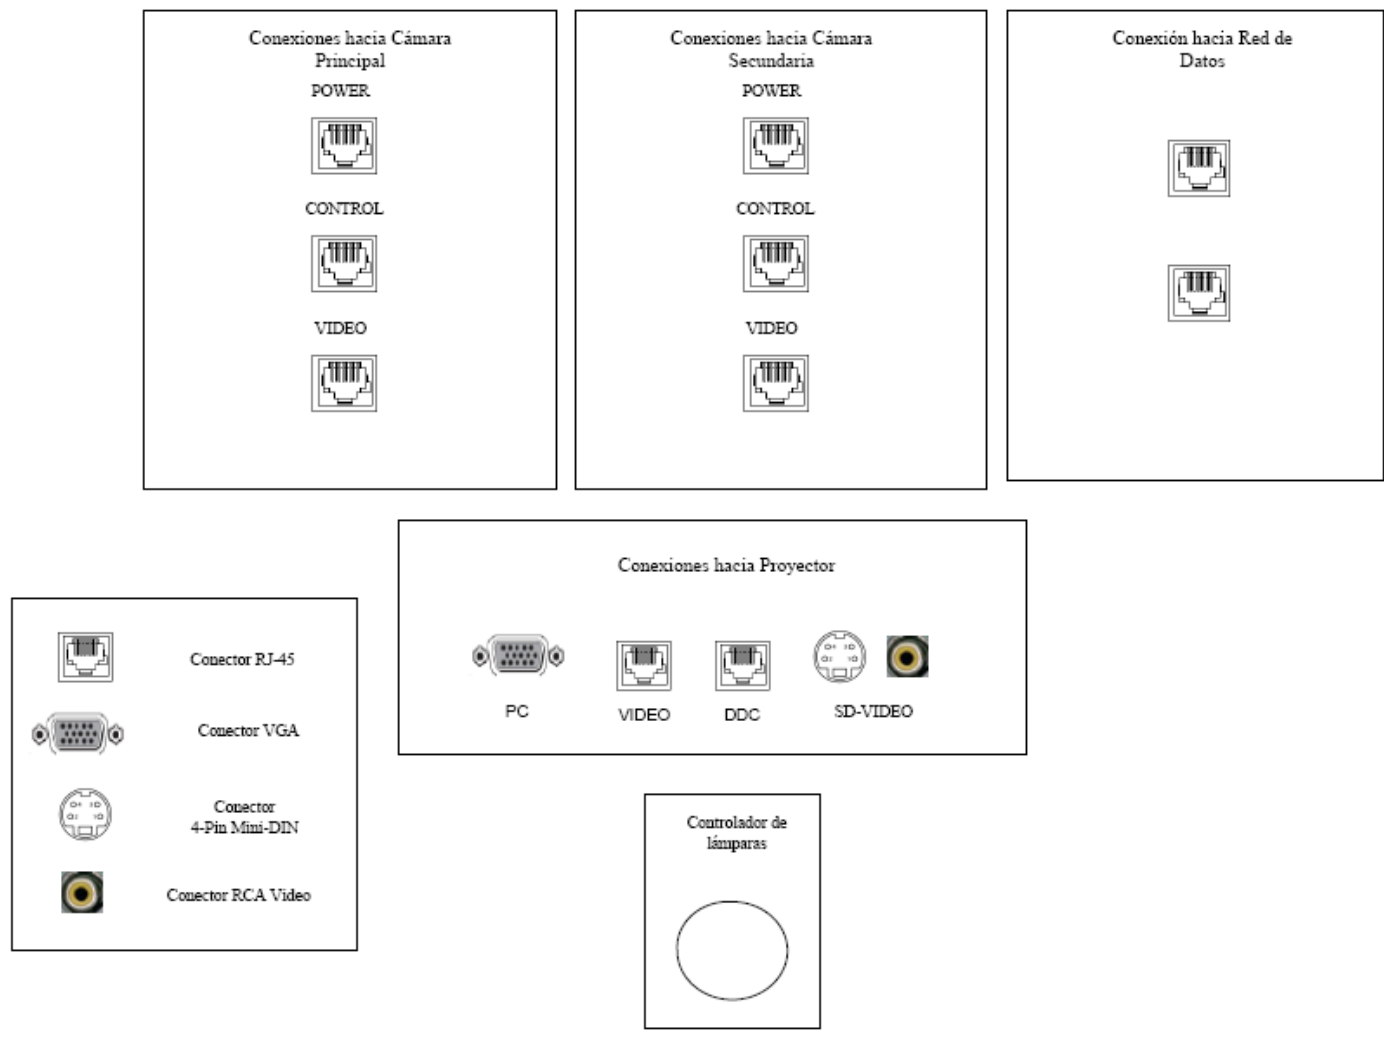 Conexiones hacia Cámara
Principal
POWER
CONTROL
VIDEO
Conexiones hacia Cámara
Secundaria
POWER
CONTROL
VIDEO
Conexión hacia Red de
Datos
Conexiones hacia Proyector
PC
VIDEO
DDC
SD-VIDEO
Conector RJ-45
Conector VGA
Conector
4-Pin Mini-DIN
Conector RCA Video
Controlador de
lámparas